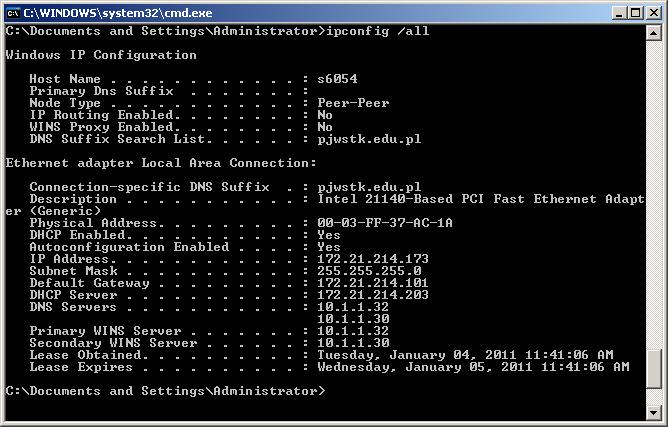 C:\WINDOWS\system32\cmd.exe
C:\Documents and Settings\Administrator>ipconfig /all
Windows IP Configuration
Host Name . . . . . . . . . . . . : s6054
Primary Dns Suffix  . . . . . . . :
Node Type . . . . . . . . . . . . : Peer-Peer
IP Routing Enabled. . . . . . . . : No
WINS Proxy Enabled. . . . . . . . : No
DNS Suffix Search List. . . . . . : pjwstk.edu.pl
Ethernet adapter Local Area Connection:
Connection-specific DNS Suffix  . : pjwstk.edu.pl
Description . . . . . . . . . . . : Intel 21140-Based PCI Fast Ethernet Adapt
er (Generic)
Physical Address. . . . . . . . . : 00-03-FF-37-AC-1A
DHCP Enabled. . . . . . . . . . . : Yes
Autoconfiguration Enabled . . . . : Yes
IP Address. . . . . . . . . . . . : 172.21.214.173
Subnet Mask . . . . . . . . . . . : 255.255.255.0
Default Gateway . . . . . . . . . : 172.21.214.101
DHCP Server . . . . . . . . . . . : 172.21.214.203
DNS Servers . . . . . . . . . . . : 10.1.1.32
10.1.1.30
Primary WINS Server . . . . . . . : 10.1.1.32
Secondary WINS Server . . . . . . : 10.1.1.30
Lease Obtained. . . . . . . . . . : Tuesday, January 04, 2011 11:41:06 AM
Lease Expires . . . . . . . . . . : Wednesday, January 05, 2011 11:41:06 AM
C:\Documents and Settings\Administrator>